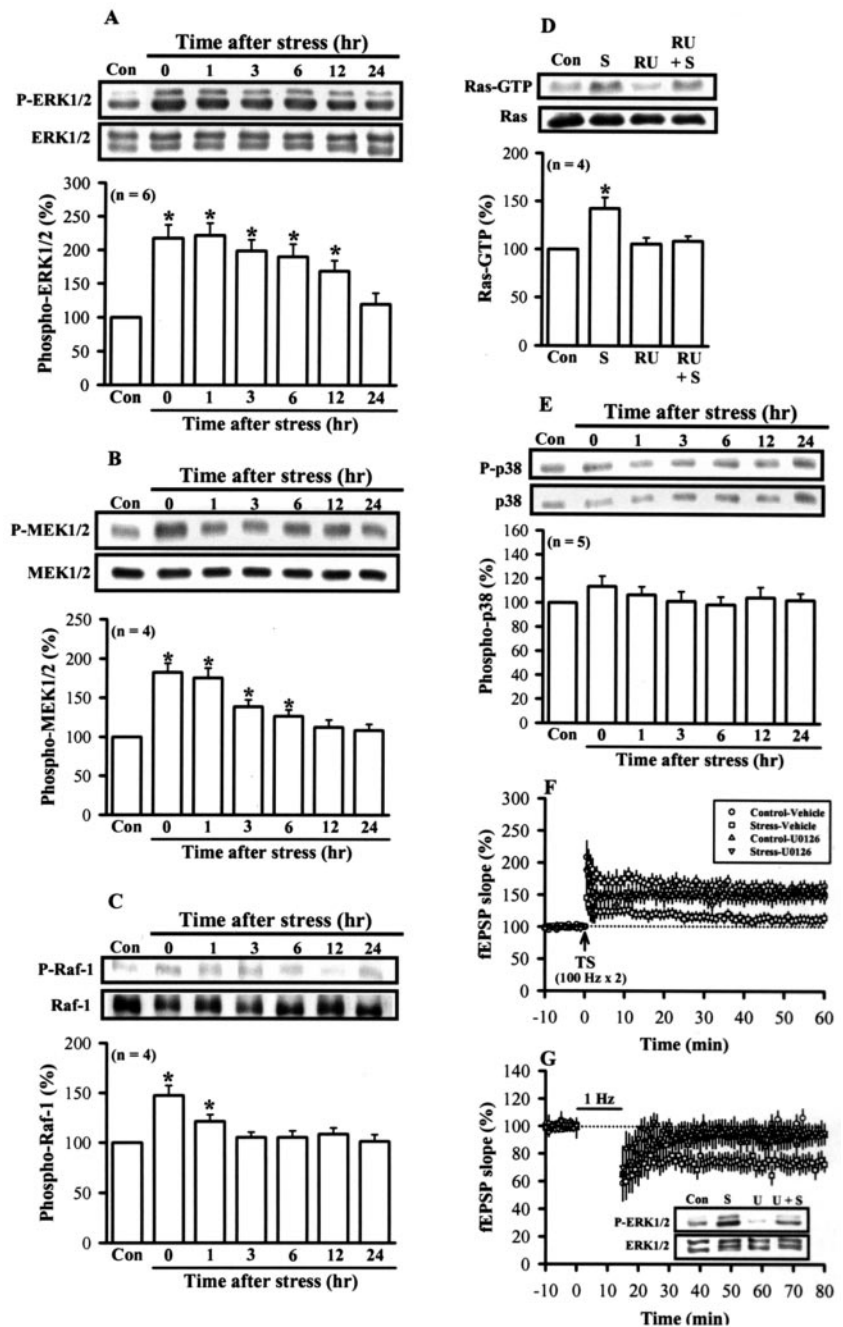 A
Time after stress (hr)
Con 0 1 3 6 12 24
P-ERK1/2
ERK1/2
Phospho-ERK1/2 (%)
300
250
200
150
100
50
0
(n = 6)
* * * * *
Con 0 1 3 6 12 24
Time after stress (hr)
B
Time after stress (hr)
Con 0 1 3 6 12 24
P-MEK1/2
MEK1/2
Phospho-MEK1/2 (%)
250
200
150
100
50
0
(n = 4)
* * * *
Con 0 1 3 6 12 24
Time after stress (hr)
C
Time after stress (hr)
Con 0 1 3 6 12 24
P-Raf-1
Raf-1
Phospho-Raf-1 (%)
200
150
100
50
0
(n = 4)
* *
Con 0 1 3 6 12 24
Time after stress (hr)
D
Con S RU RU + S
Ras-GTP
Ras
Ras-GTP (%)
200
150
100
50
0
(n = 4)
*
Con S RU RU + S
E
Time after stress (hr)
Con 0 1 3 6 12 24
P-p38
p38
Phospho-p38 (%)
160
140
120
100
80
60
40
20
0
(n = 5)
Con 0 1 3 6 12 24
Time after stress (hr)
F
fEPSP slope (%)
300
250
200
150
100
50
0
Control-Vehicle
Stress-Vehicle
Control-U0126
Stress-U0126
TS
(100 Hz x 2)
-10 0 10 20 30 40 50 60
Time (min)
G
fEPSP slope (%)
140
120
100
80
60
40
20
0
1 Hz
Con S U U + S
P-ERK1/2
ERK1/2
-10 0 10 20 30 40 50 60 70 80
Time (min)